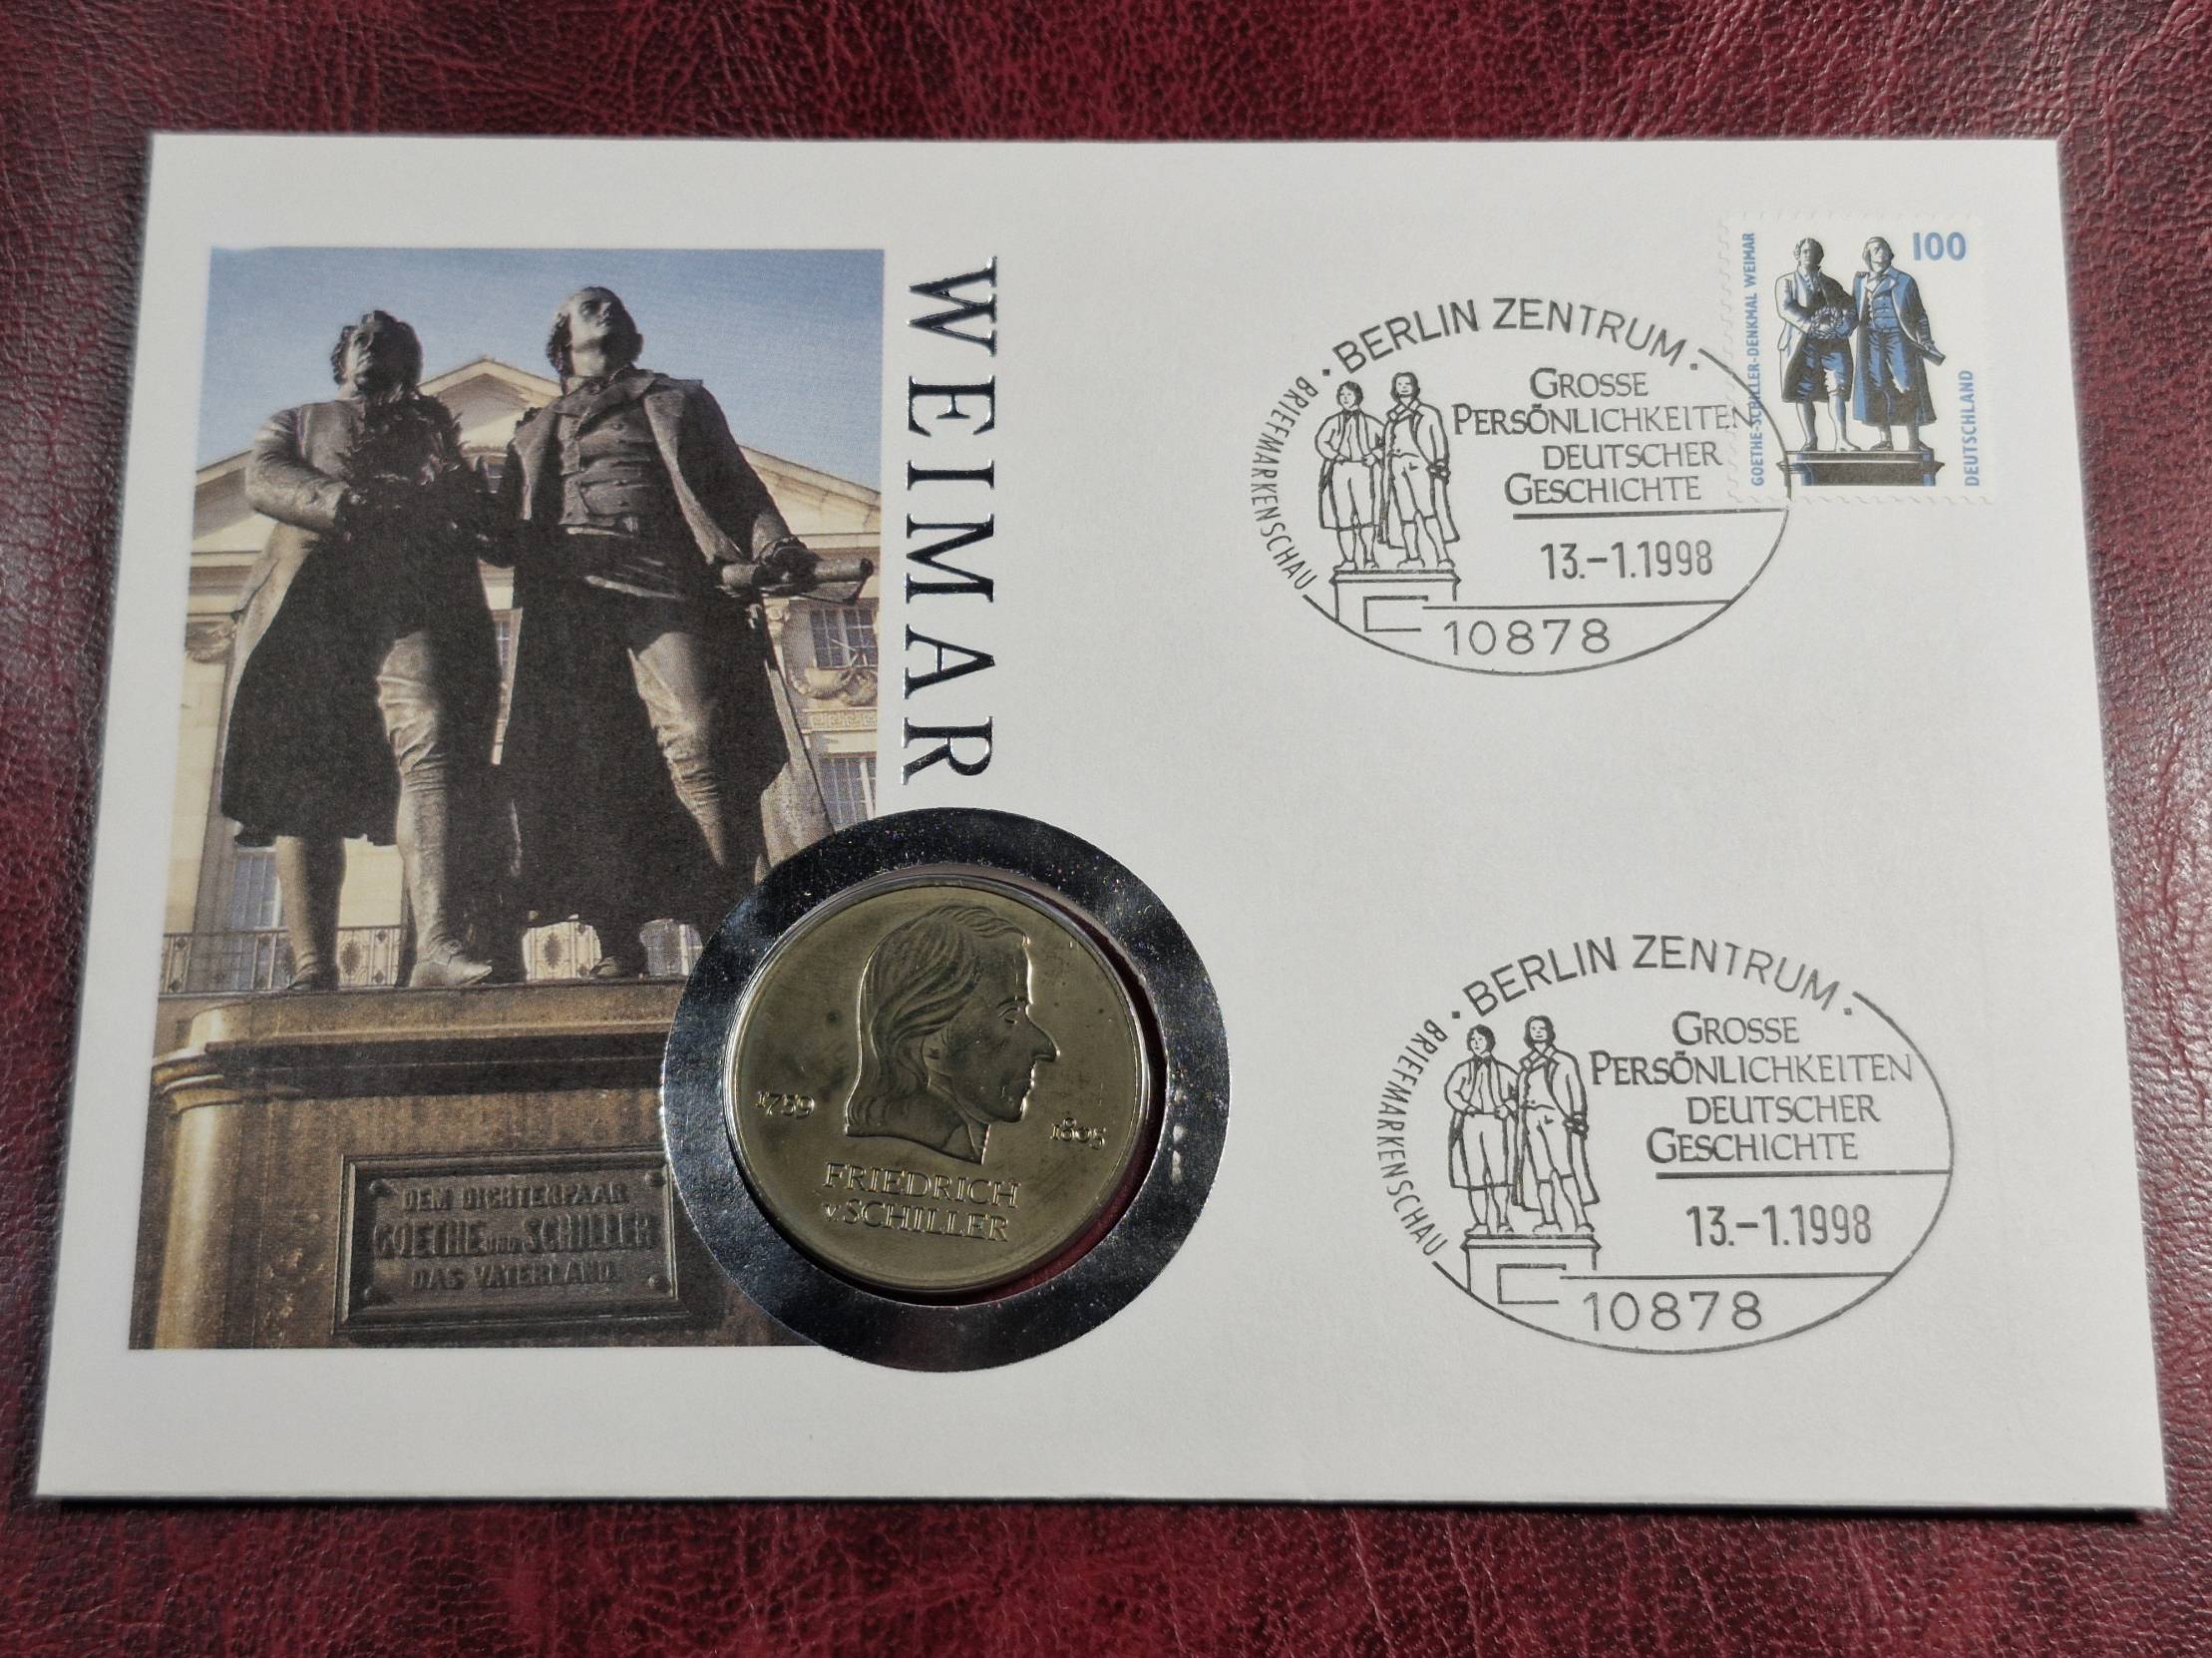 WEIMAR
DEM DICHTERPAAR
GOETHE UND SCHILLER
DAS VATERLAND.
1759
1805
FRIEDRICH
v. SCHILLER
100
GOETHE-SCHILLER-DENKMAL WEIMAR
DEUTSCHLAND
· BERLIN ZENTRUM ·
BRIEFMARKENSCHAU
GROSSE
PERSÖNLICHKEITEN
DEUTSCHER
GESCHICHTE
13.-1.1998
10878
· BERLIN ZENTRUM ·
BRIEFMARKENSCHAU
GROSSE
PERSÖNLICHKEITEN
DEUTSCHER
GESCHICHTE
13.-1.1998
10878